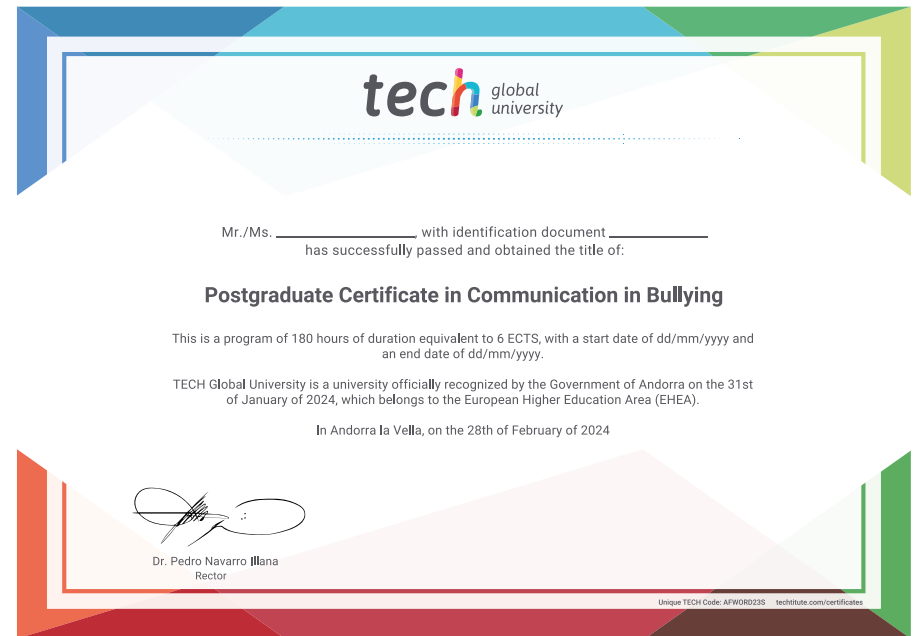 tech global
university
Mr./Ms. ____________, with identification document ____________
has successfully passed and obtained the title of:
Postgraduate Certificate in Communication in Bullying
This is a program of 180 hours of duration equivalent to 6 ECTS, with a start date of dd/mm/yyyy and
an end date of dd/mm/yyyy.
TECH Global University is a university officially recognized by the Government of Andorra on the 31st
of January of 2024, which belongs to the European Higher Education Area (EHEA).
In Andorra la Vella, on the 28th of February of 2024
Dr. Pedro Navarro Illana
Rector
Unique TECH Code: AFWORD23S techtitute.com/certificates